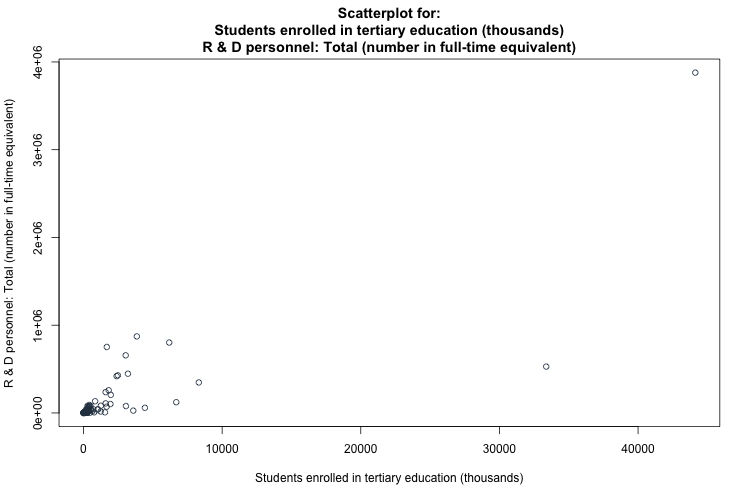 Scatterplot for:
Students enrolled in tertiary education (thousands)
R & D personnel: Total (number in full-time equivalent)
R & D personnel: Total (number in full-time equivalent)
4e+06
3e+06
2e+06
1e+06
0e+00
0 10000 20000 30000 40000
Students enrolled in tertiary education (thousands)